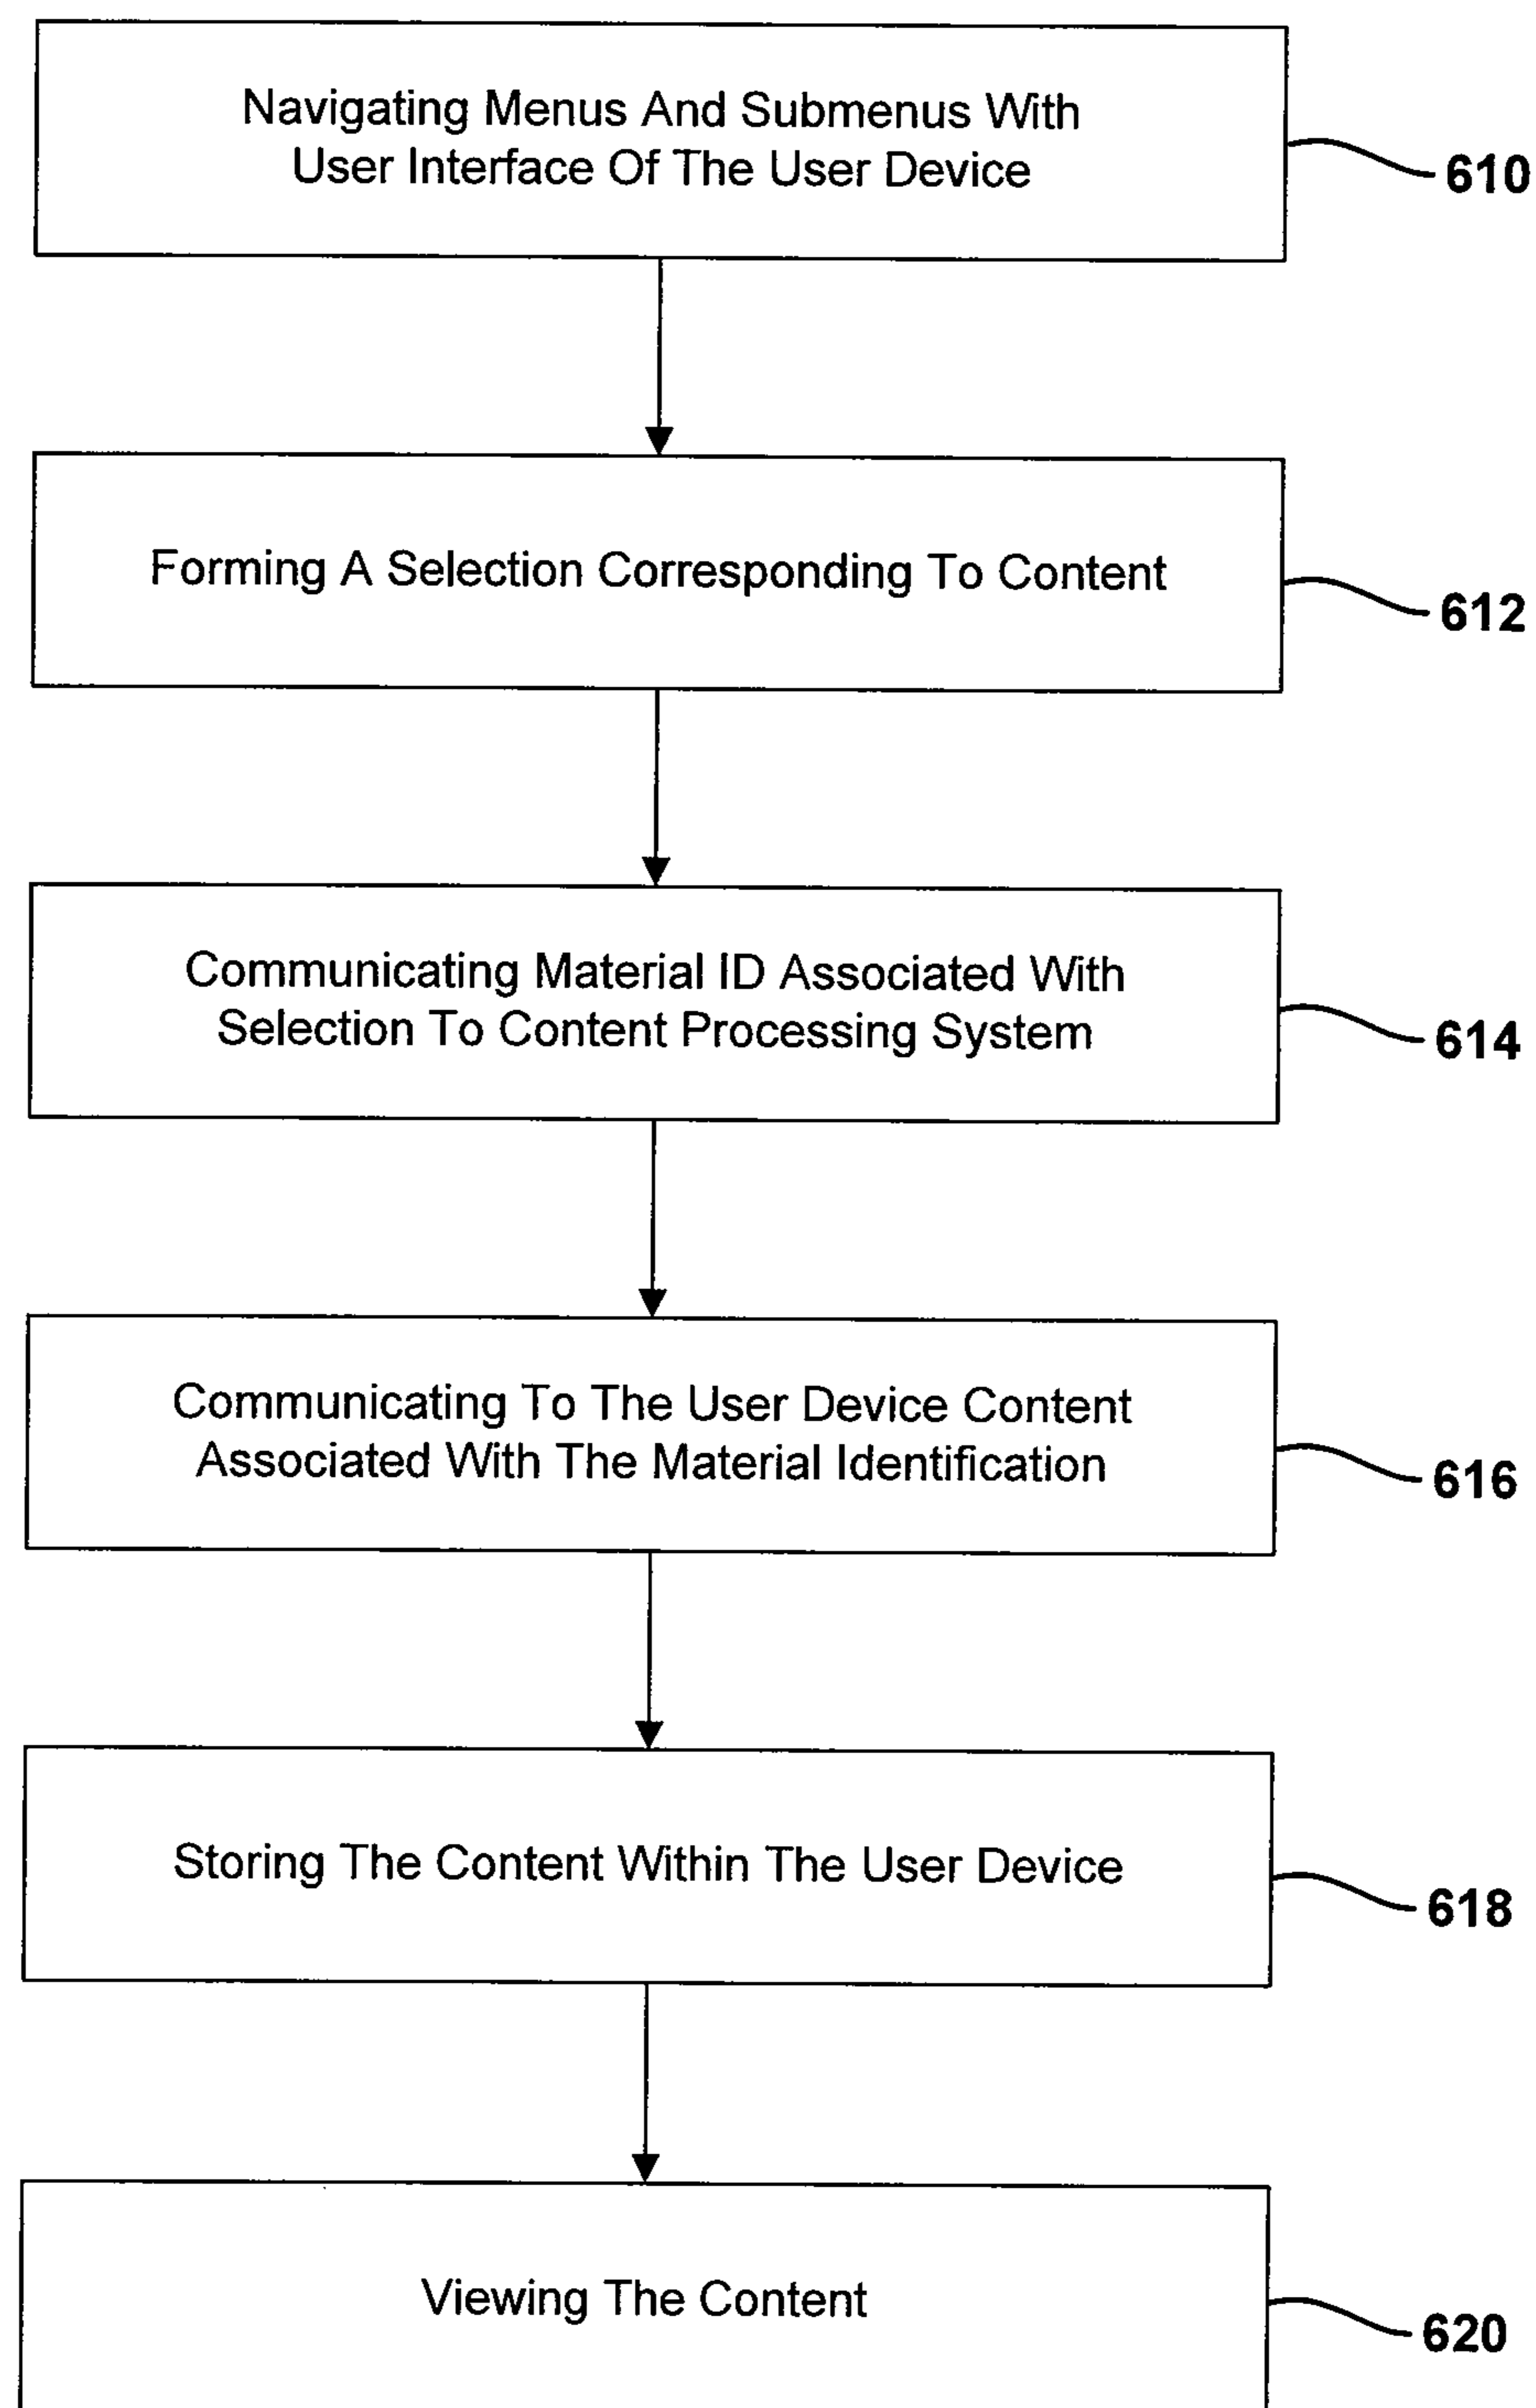 Navigating Menus And Submenus With
User Interface Of The User Device
610
Forming A Selection Corresponding To Content
612
Communicating Material ID Associated With
Selection To Content Processing System
614
Communicating To The User Device Content
Associated With The Material Identification
616
Storing The Content Within The User Device
618
Viewing The Content
620